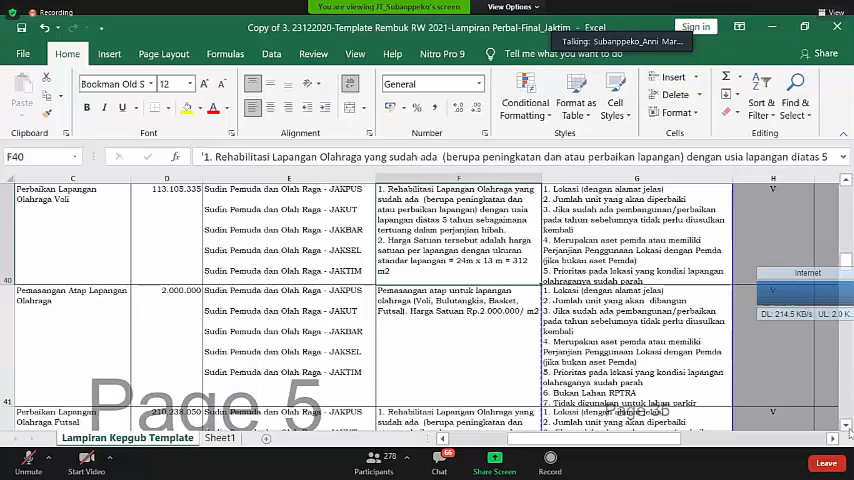 Recording
You are viewing JT_Subanppeko's screen
View Options
View
Copy of 3. 23122020-Template Rembuk RW 2021-Lampiran Perbal-Final_Jaktim - Excel
Sign in
Talking: Subanppeko_Anni Mar...
File Home Insert Page Layout Formulas Data Review View Nitro Pro 9 Tell me what you want to do Share
Paste
Bookman Old S 12
General
Conditional Formatting
Format as Table
Cell Styles
Insert
Delete
Format
Sort & Filter
Find & Select
Clipboard Font Alignment Number Styles Cells Editing
F40
'1. Rehabilitasi Lapangan Olahraga yang sudah ada (berupa peningkatan dan atau perbaikan lapangan) dengan usia lapangan diatas 5
C D E F G H
40
Perbaikan Lapangan
Olahraga Voli
113.105.335
Sudin Pemuda dan Olah Raga - JAKPUS
Sudin Pemuda dan Olah Raga - JAKUT
Sudin Pemuda dan Olah Raga - JAKBAR
Sudin Pemuda dan Olah Raga - JAKSEL
Sudin Pemuda dan Olah Raga - JAKTIM
1. Rehabilitasi Lapangan Olahraga yang
sudah ada (berupa peningkatan dan
atau perbaikan lapangan) dengan usia
lapangan diatas 5 tahun sebagaimana
tertuang dalam perjanjian hibah.
2. Harga Satuan tersebut adalah harga
satuan per lapangan dengan ukuran
standar lapangan = 24m x 13 m = 312
m2
1. Lokasi (dengan alamat jelas)
2. Jumlah unit yang akan diperbaiki
3. Jika sudah ada pembangunan/perbaikan
pada tahun sebelumnya tidak perlu diusulkan
kembali
4. Merupakan aset pemda atau memiliki
Perjanjian Penggunaan Lokasi dengan Pemda
(jika bukan aset Pemda)
5. Prioritas pada lokasi yang kondisi lapangan
olahraganya sudah parah
V
41
Pemasangan Atap Lapangan
Olahraga
2.000.000
Sudin Pemuda dan Olah Raga - JAKPUS
Sudin Pemuda dan Olah Raga - JAKUT
Sudin Pemuda dan Olah Raga - JAKBAR
Sudin Pemuda dan Olah Raga - JAKSEL
Sudin Pemuda dan Olah Raga - JAKTIM
Pemasangan atap untuk lapangan
olahraga (Voli, Bulutangkis, Basket,
Futsal). Harga Satuan Rp.2.000.000/ m2
1. Lokasi (dengan alamat jelas)
2. Jumlah unit yang akan dibangun
3. Jika sudah ada pembangunan/perbaikan
pada tahun sebelumnya tidak perlu diusulkan
kembali
4. Merupakan aset pemda atau memiliki
Perjanjian Penggunaan Lokasi dengan Pemda
(jika bukan aset Pemda)
5. Prioritas pada lokasi yang kondisi lapangan
olahraganya sudah parah
6. Bukan Lahan RPTRA
7. Tidak digunakan untuk lahan parkir
V
Page 5
Perbaikan Lapangan
Olahraga Futsal
210.238.050
Sudin Pemuda dan Olah Raga - JAKPUS
Sudin Pemuda dan Olah Raga - JAKUT
1. Rehabilitasi Lapangan Olahraga yang
sudah ada (berupa peningkatan dan
1. Lokasi (dengan alamat jelas)
2. Jumlah unit yang akan diperbaiki
V
Internet
DL: 214.5 KB/s UL: 2.0 K..
Lampiran Kepgub Template Sheet1
Unmute
Start Video
278
Participants
66
Chat
Share Screen
Record
Leave